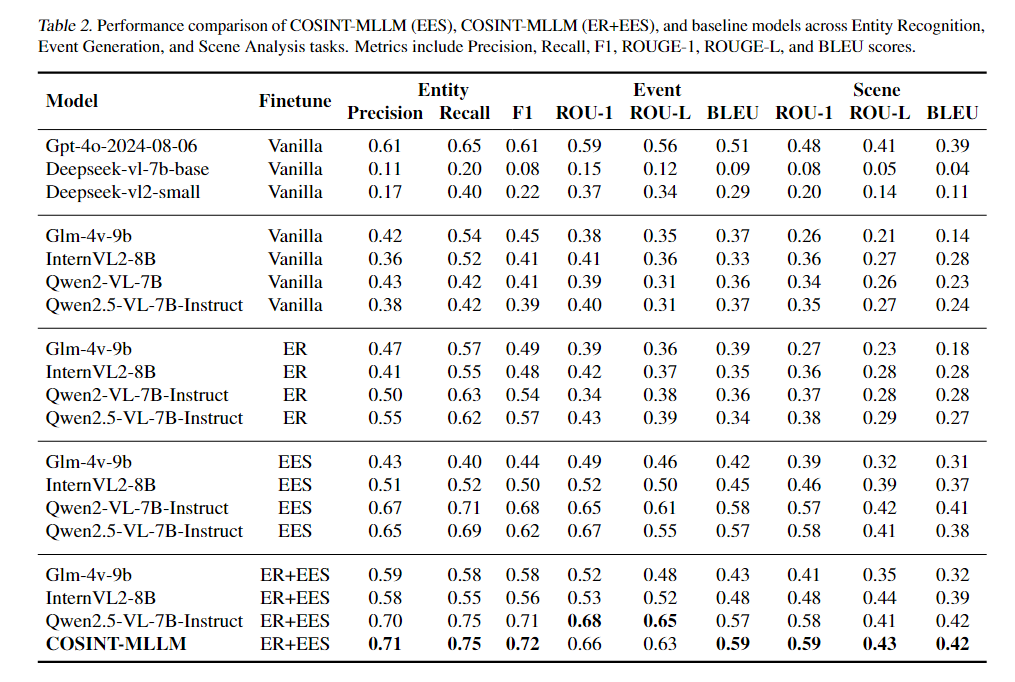 Table 2. Performance comparison of COSINT-MLLM (EES), COSINT-MLLM (ER+EES), and baseline models across Entity Recognition,
Event Generation, and Scene Analysis tasks. Metrics include Precision, Recall, F1, ROUGE-1, ROUGE-L, and BLEU scores.
Model Finetune Entity Event Scene
Precision Recall F1 ROU-1 ROU-L BLEU ROU-1 ROU-L BLEU
Gpt-4o-2024-08-06 Vanilla 0.61 0.65 0.61 0.59 0.56 0.51 0.48 0.41 0.39
Deepseek-vl-7b-base Vanilla 0.11 0.20 0.08 0.15 0.12 0.09 0.08 0.05 0.04
Deepseek-vl2-small Vanilla 0.17 0.40 0.22 0.37 0.34 0.29 0.20 0.14 0.11
Glm-4v-9b Vanilla 0.42 0.54 0.45 0.38 0.35 0.37 0.26 0.21 0.14
InternVL2-8B Vanilla 0.36 0.52 0.41 0.41 0.36 0.33 0.36 0.27 0.28
Qwen2-VL-7B Vanilla 0.43 0.42 0.41 0.39 0.31 0.36 0.34 0.26 0.23
Qwen2.5-VL-7B-Instruct Vanilla 0.38 0.42 0.39 0.40 0.31 0.37 0.35 0.27 0.24
Glm-4v-9b ER 0.47 0.57 0.49 0.39 0.36 0.39 0.27 0.23 0.18
InternVL2-8B ER 0.41 0.55 0.48 0.42 0.37 0.35 0.36 0.28 0.28
Qwen2-VL-7B-Instruct ER 0.50 0.63 0.54 0.34 0.38 0.36 0.37 0.28 0.28
Qwen2.5-VL-7B-Instruct ER 0.55 0.62 0.57 0.43 0.39 0.34 0.38 0.29 0.27
Glm-4v-9b EES 0.43 0.40 0.44 0.49 0.46 0.42 0.39 0.32 0.31
InternVL2-8B EES 0.51 0.52 0.50 0.52 0.50 0.45 0.46 0.39 0.37
Qwen2-VL-7B-Instruct EES 0.67 0.71 0.68 0.65 0.61 0.58 0.57 0.42 0.41
Qwen2.5-VL-7B-Instruct EES 0.65 0.69 0.62 0.67 0.55 0.57 0.58 0.41 0.38
Glm-4v-9b ER+EES 0.59 0.58 0.58 0.52 0.48 0.43 0.41 0.35 0.32
InternVL2-8B ER+EES 0.58 0.55 0.56 0.53 0.52 0.48 0.48 0.44 0.39
Qwen2.5-VL-7B-Instruct ER+EES 0.70 0.75 0.71 0.68 0.65 0.57 0.58 0.41 0.42
COSINT-MLLM ER+EES 0.71 0.75 0.72 0.66 0.63 0.59 0.59 0.43 0.42